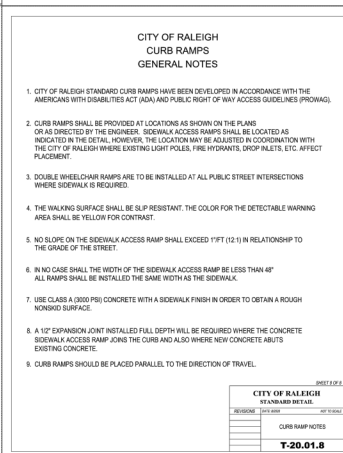 CITY OF RALEIGH
CURB RAMPS
GENERAL NOTES
1. CITY OF RALEIGH STANDARD CURB RAMPS HAVE BEEN DEVELOPED IN ACCORDANCE WITH THE
AMERICANS WITH DISABILITIES ACT (ADA) AND PUBLIC RIGHT OF WAY ACCESS GUIDELINES (PROWAG).
2. CURB RAMPS SHALL BE PROVIDED AT LOCATIONS AS SHOWN ON THE PLANS
OR AS DIRECTED BY THE ENGINEER. SIDEWALK ACCESS RAMPS SHALL BE LOCATED AS
INDICATED IN THE DETAIL, HOWEVER, THE LOCATION MAY BE ADJUSTED IN COORDINATION WITH
THE CITY OF RALEIGH WHERE EXISTING LIGHT POLES, FIRE HYDRANTS, DROP INLETS, ETC. AFFECT
PLACEMENT.
3. DOUBLE WHEELCHAIR RAMPS ARE TO BE INSTALLED AT ALL PUBLIC STREET INTERSECTIONS
WHERE SIDEWALK IS REQUIRED.
4. THE WALKING SURFACE SHALL BE SLIP RESISTANT. THE COLOR FOR THE DETECTABLE WARNING
AREA SHALL BE YELLOW FOR CONTRAST.
5. NO SLOPE ON THE SIDEWALK ACCESS RAMP SHALL EXCEED 1"/FT (12:1) IN RELATIONSHIP TO
THE GRADE OF THE STREET.
6. IN NO CASE SHALL THE WIDTH OF THE SIDEWALK ACCESS RAMP BE LESS THAN 48"
ALL RAMPS SHALL BE INSTALLED THE SAME WIDTH AS THE SIDEWALK.
7. USE CLASS A (3000 PSI) CONCRETE WITH A SIDEWALK FINISH IN ORDER TO OBTAIN A ROUGH
NONSKID SURFACE.
8. A 1/2" EXPANSION JOINT INSTALLED FULL DEPTH WILL BE REQUIRED WHERE THE CONCRETE
SIDEWALK ACCESS RAMP JOINS THE CURB AND ALSO WHERE NEW CONCRETE ABUTS
EXISTING CONCRETE.
9. CURB RAMPS SHOULD BE PLACED PARALLEL TO THE DIRECTION OF TRAVEL.
CITY OF RALEIGH
STANDARD DETAIL
REVISIONS DATE: NOT TO SCALE
CURB RAMP NOTES
T-20.01.8